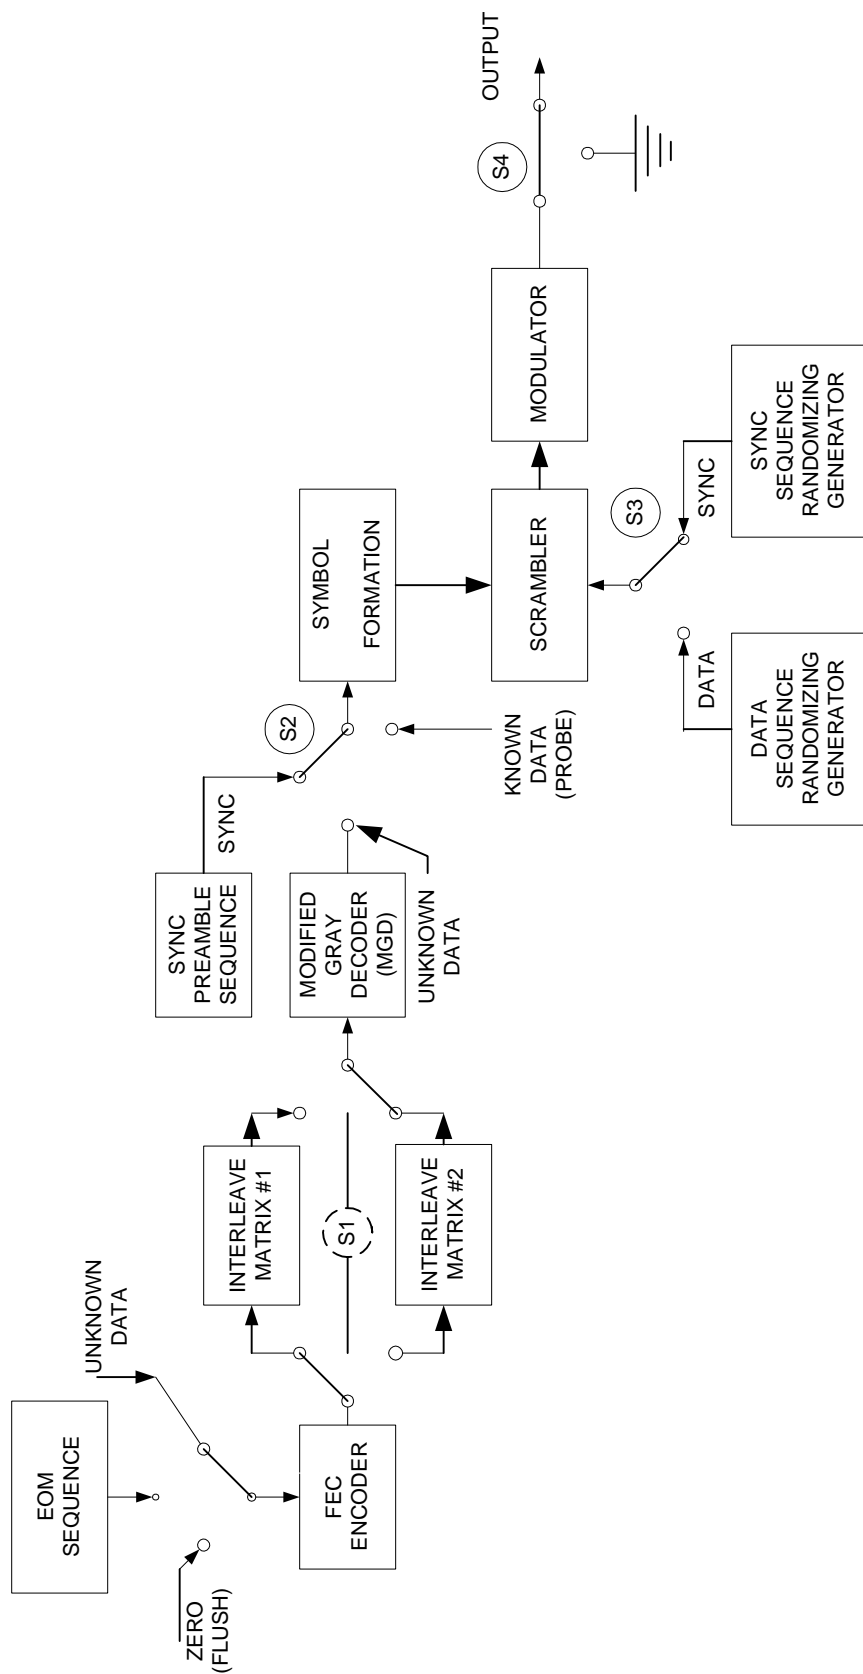 EOM
SEQUENCE
UNKNOWN
DATA
ZERO
(FLUSH)
FEC
ENCODER
INTERLEAVE
MATRIX #1
S1
INTERLEAVE
MATRIX #2
SYNC
PREAMBLE
SEQUENCE
SYNC
MODIFIED
GRAY
DECODER
(MGD)
UNKNOWN
DATA
S2
KNOWN
DATA
(PROBE)
SYMBOL
FORMATION
SCRAMBLER
S3
DATA
SYNC
DATA
SEQUENCE
RANDOMIZING
GENERATOR
SYNC
SEQUENCE
RANDOMIZING
GENERATOR
MODULATOR
S4
OUTPUT